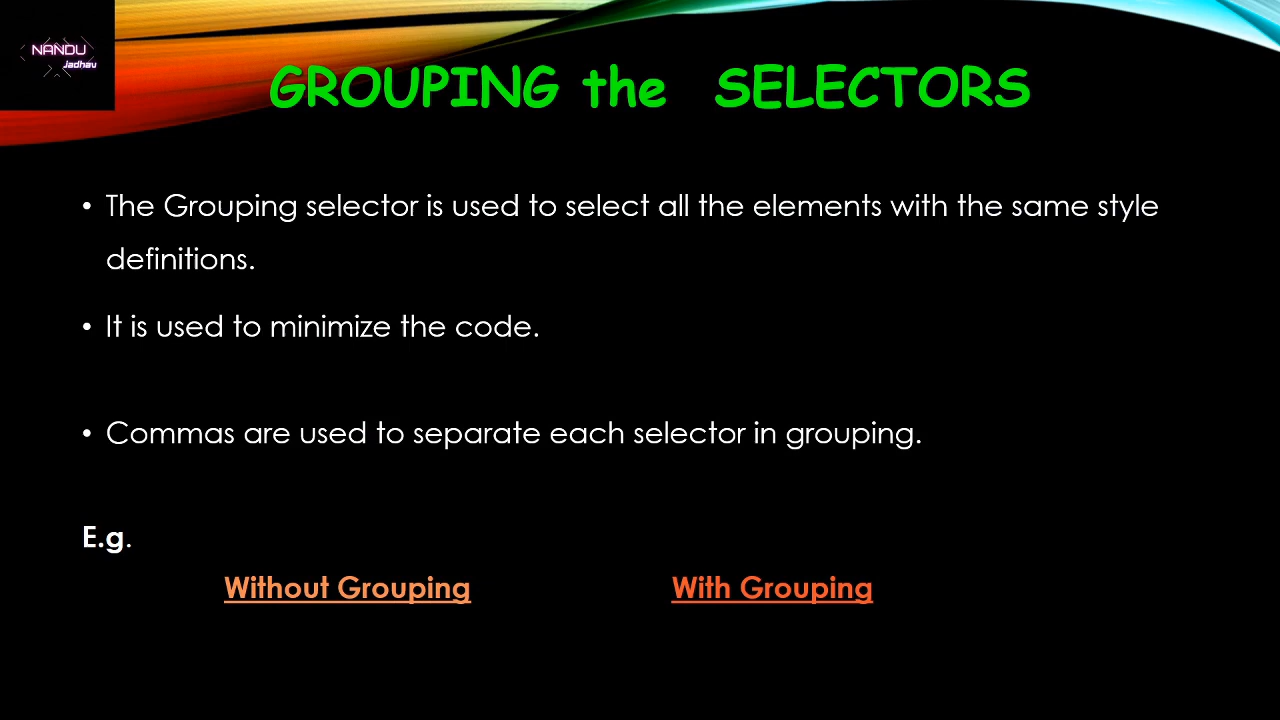 NANDU
Jadhav
GROUPING the SELECTORS
• The Grouping selector is used to select all the elements with the same style
definitions.
• It is used to minimize the code.
• Commas are used to separate each selector in grouping.
E.g.
Without Grouping With Grouping